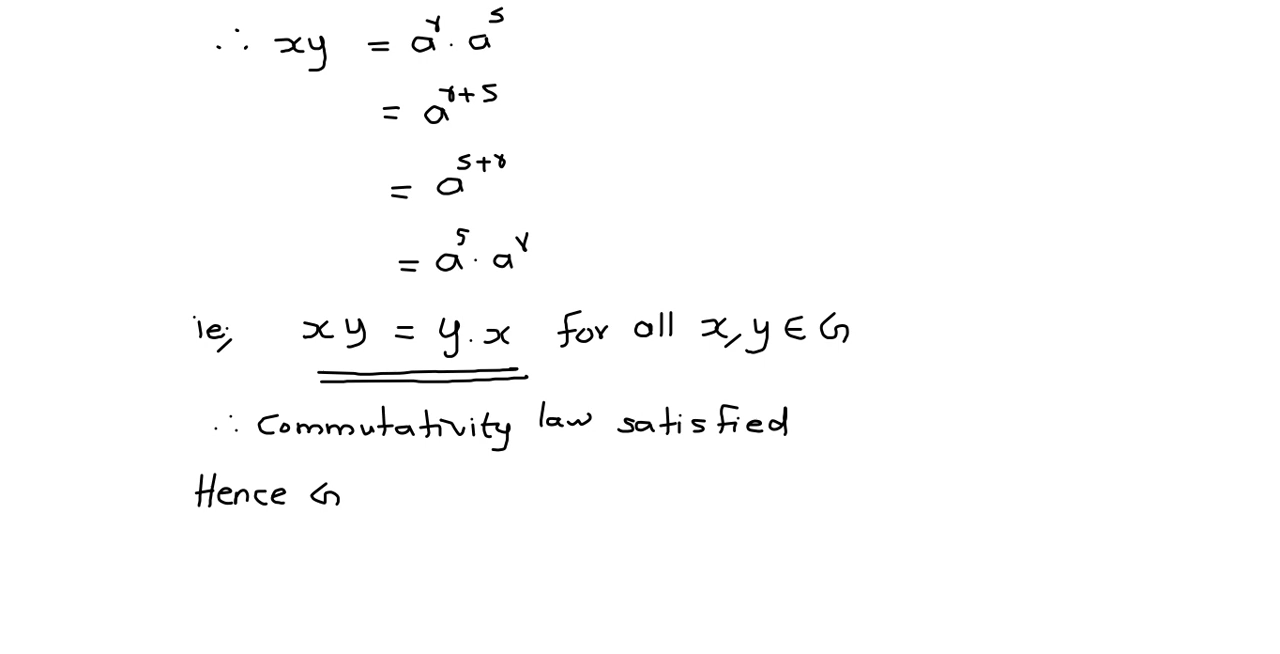 ∴ xy = a^r · a^s
= a^{r+s}
= a^{s+r}
= a^s · a^r
ie, xy = y·x for all x, y ∈ G
∴ Commutativity law satisfied
Hence G